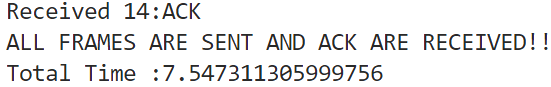 Received 14:ACK
ALL FRAMES ARE SENT AND ACK ARE RECEIVED!!
Total Time :7.547311305999756